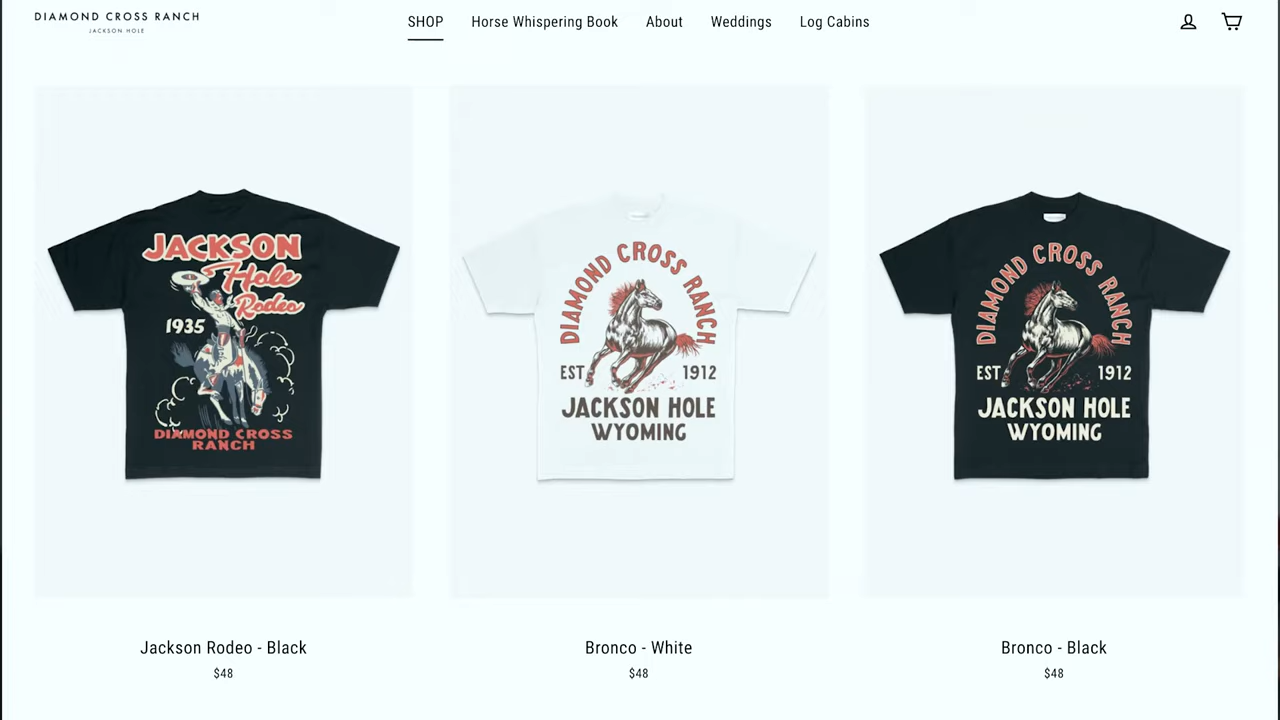 DIAMOND CROSS RANCH
JACKSON HOLE
SHOP
Horse Whispering Book
About
Weddings
Log Cabins
JACKSON
Hole
Rodeo
1935
DIAMOND CROSS
RANCH
DIAMOND CROSS RANCH
EST 1912
JACKSON HOLE
WYOMING
DIAMOND CROSS RANCH
EST 1912
JACKSON HOLE
WYOMING
Jackson Rodeo - Black
$48
Bronco - White
$48
Bronco - Black
$48